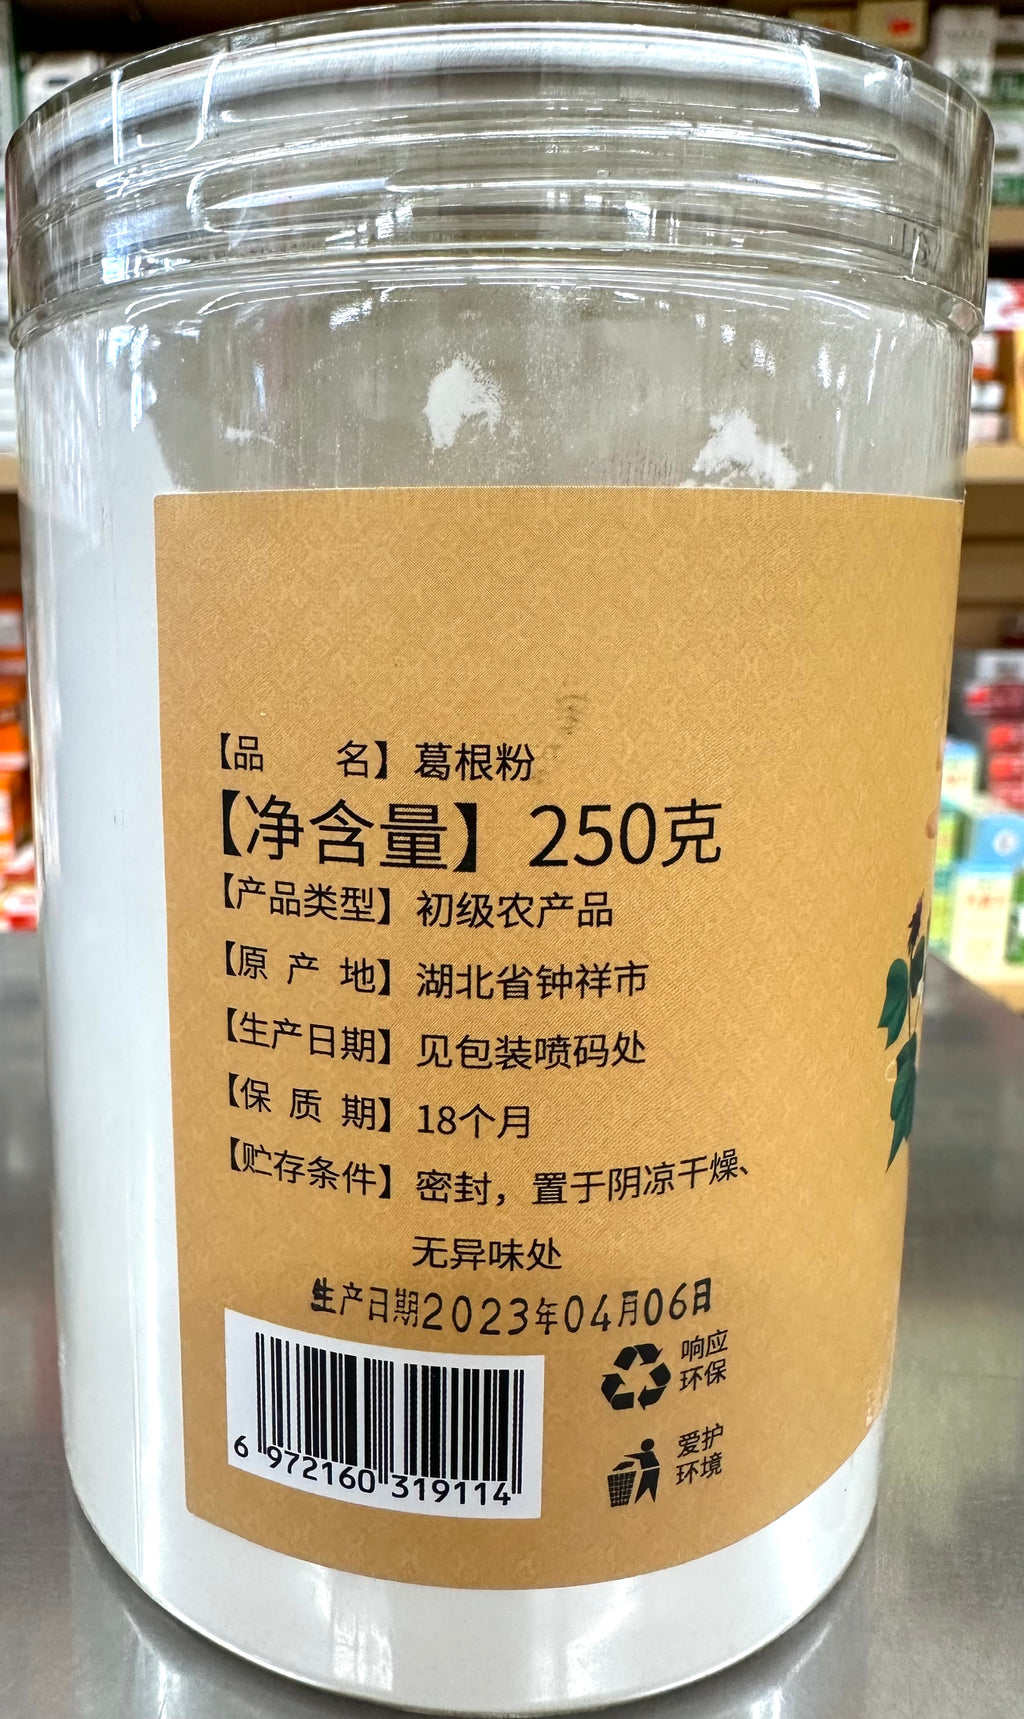 【品 名】葛根粉
【净含量】250克
【产品类型】初级农产品
【原产地】湖北省钟祥市
【生产日期】见包装喷码处
【保质期】18个月
【贮存条件】密封，置于阴凉干燥、
无异味处
生产日期2023年04月06日
响应
环保
爱护
环境
6 972160 319114